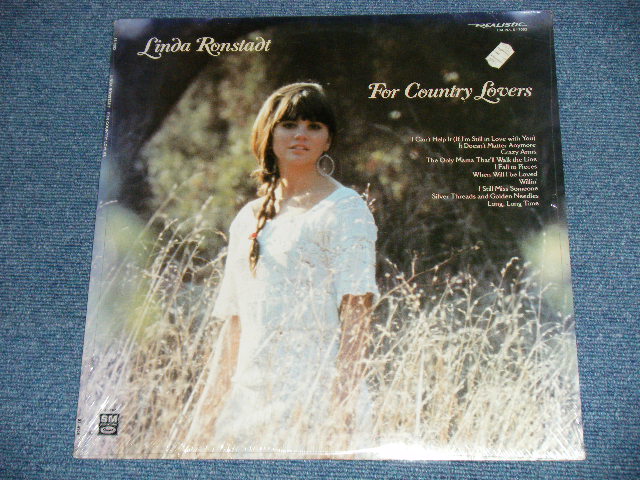 REALISTIC
Linda Ronstadt
For Country Lovers
I Can't Help It (If I'm Still in Love with You)
It Doesn't Matter Anymore
Crazy Arms
The Only Mama That'll Walk the Line
I Fall to Pieces
When Will I be Loved
Willin'
I Still Miss Someone
Silver Threads and Golden Needles
Long, Long Time
SM